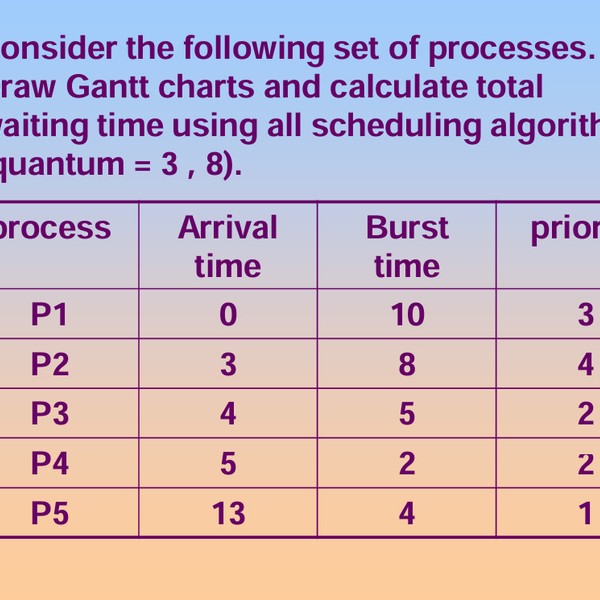 onsider the following set of processes.
raw Gantt charts and calculate total
waiting time using all scheduling algorith
quantum = 3 , 8).
process Arrival time Burst time prior
P1 0 10 3
P2 3 8 4
P3 4 5 2
P4 5 2 2
P5 13 4 1